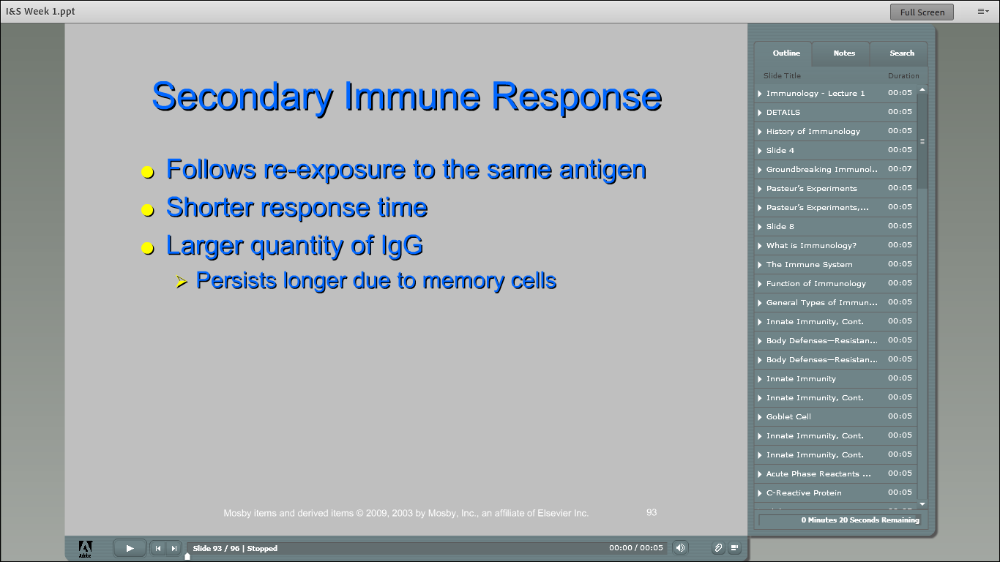 I&S Week 1.ppt
Full Screen
Secondary Immune Response
Follows re-exposure to the same antigen
Shorter response time
Larger quantity of IgG
Persists longer due to memory cells
Mosby items and derived items © 2009, 2003 by Mosby, Inc., an affiliate of Elsevier Inc.
93
Outline Notes Search
Slide Title Duration
Immunology - Lecture 1 00:05
DETAILS 00:05
History of Immunology 00:05
Slide 4 00:05
Groundbreaking Immunol.. 00:07
Pasteur's Experiments 00:05
Pasteur's Experiments,... 00:05
Slide 8 00:05
What is Immunology? 00:05
The Immune System 00:05
Function of Immunology 00:05
General Types of Immun... 00:05
Innate Immunity, Cont. 00:05
Body Defenses—Resistan... 00:05
Body Defenses—Resistan... 00:05
Innate Immunity 00:05
Innate Immunity, Cont. 00:05
Goblet Cell 00:05
Innate Immunity, Cont. 00:05
Innate Immunity, Cont. 00:05
Acute Phase Reactants ... 00:05
C-Reactive Protein 00:05
0 Minutes 20 Seconds Remaining
Adobe
Slide 93 / 96 | Stopped
00:00 / 00:05